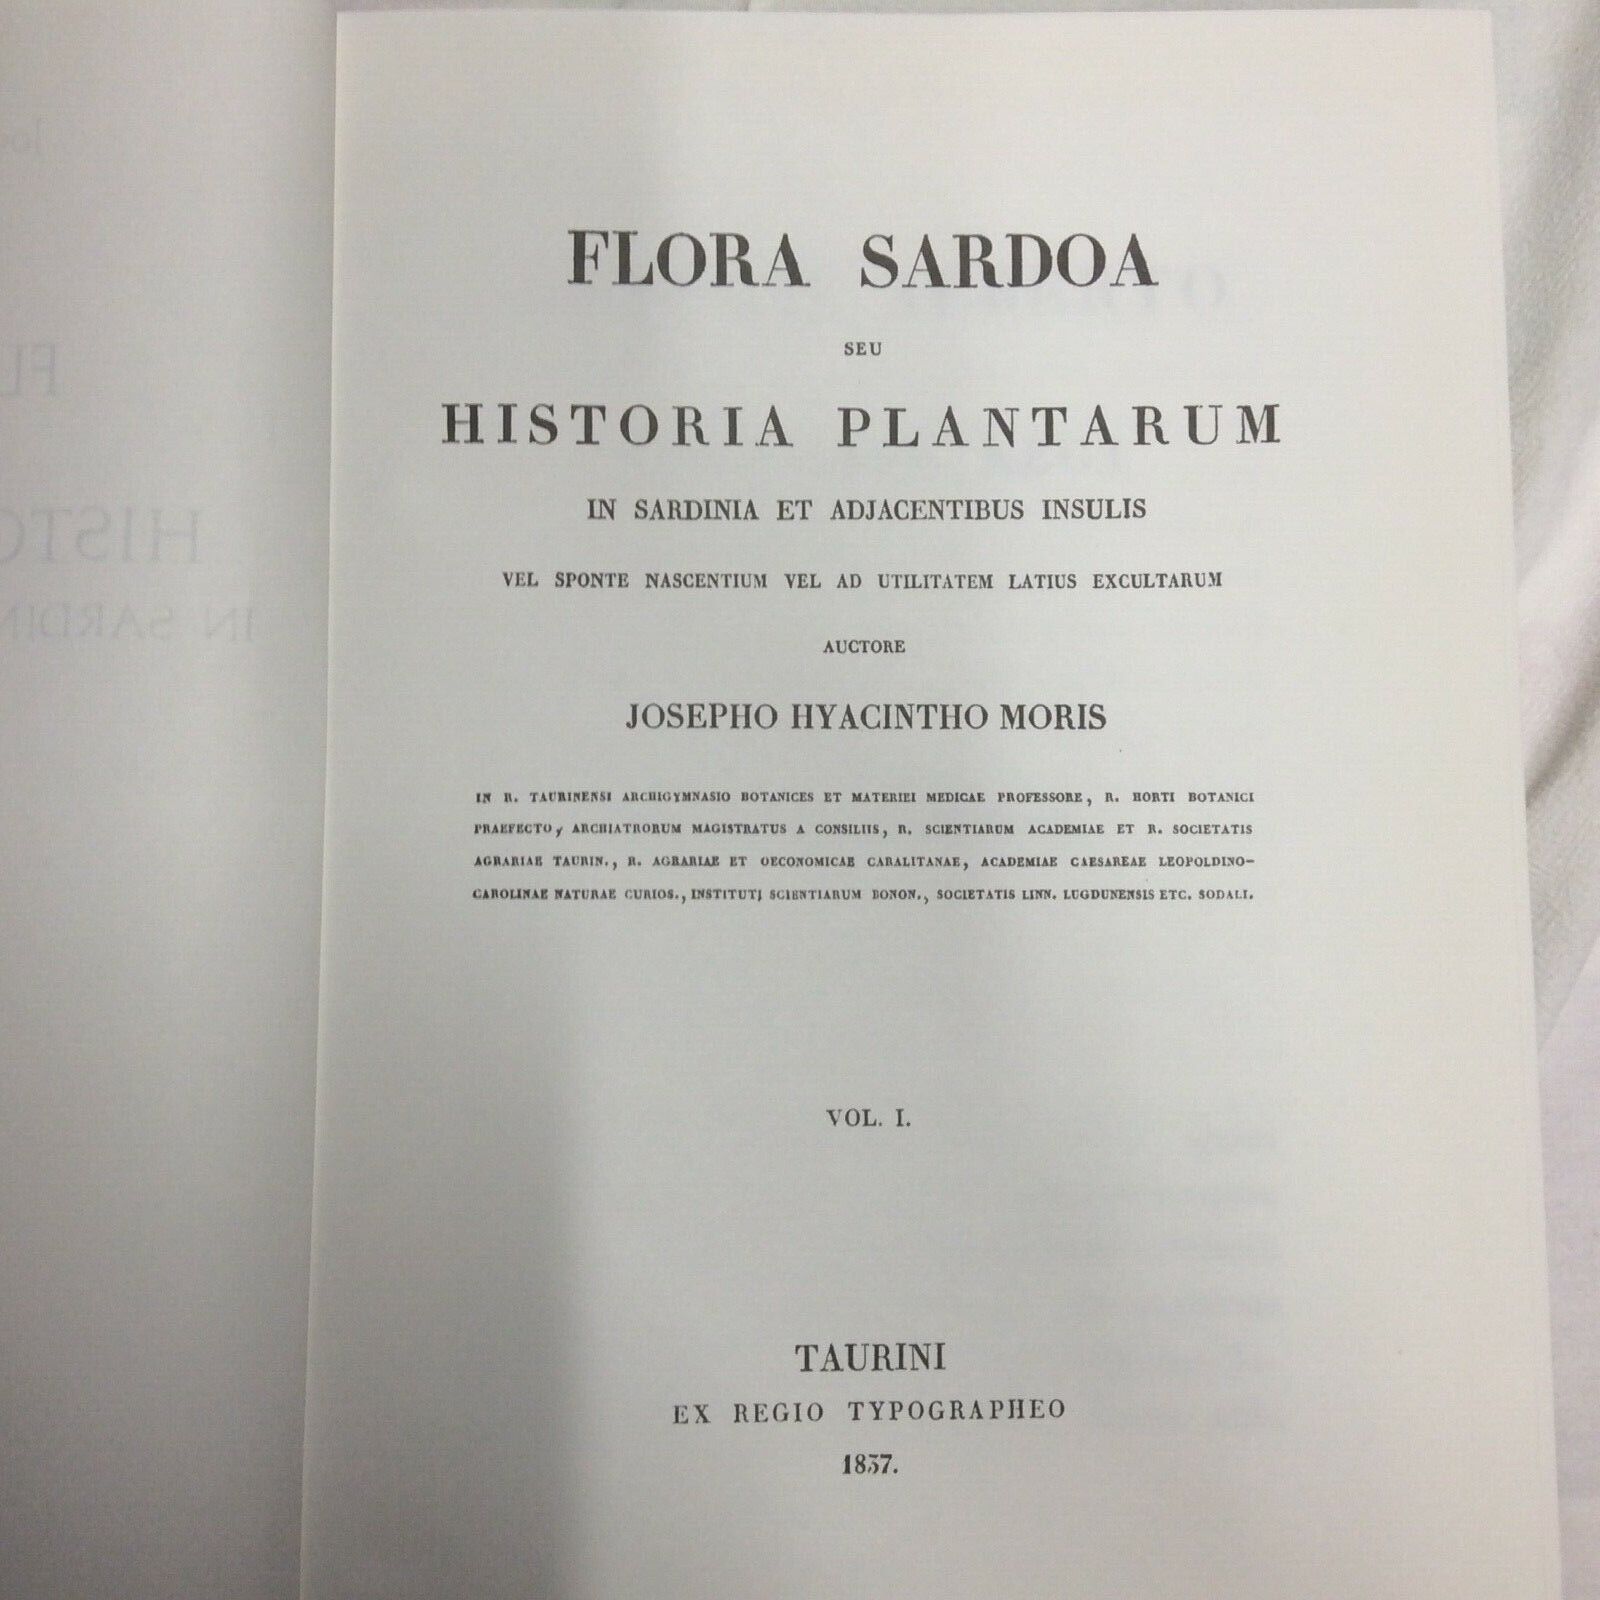 FLORA SARDOA
SEU
HISTORIA PLANTARUM
IN SARDINIA ET ADJACENTIBUS INSULIS
VEL SPONTE NASCENTIUM VEL AD UTILITATEM LATIUS EXCULTARUM
AUCTORE
JOSEPHO HYACINTHO MORIS
IN R. TAURINENSI ARCHIGYMNASIO BOTANICES ET MATERIEI MEDICAE PROFESSORE, R. HORTI BOTANICI
PRAEFECTO, ARCHIATRORUM MAGISTRATUS A CONSILIIS, R. SCIENTIARUM ACADEMIAE ET R. SOCIETATIS
AGRARIAE TAURIN., R. AGRARIAE ET OECONOMICAE CARALITANAE, ACADEMIAE CAESAREAE LEOPOLDINO-
CAROLINAE NATURAE CURIOS., INSTITUTI SCIENTIARUM BONON., SOCIETATIS LINN. LUGDUNENSIS ETC. SODALI.
VOL. I.
TAURINI
EX REGIO TYPOGRAPHEO
1837.